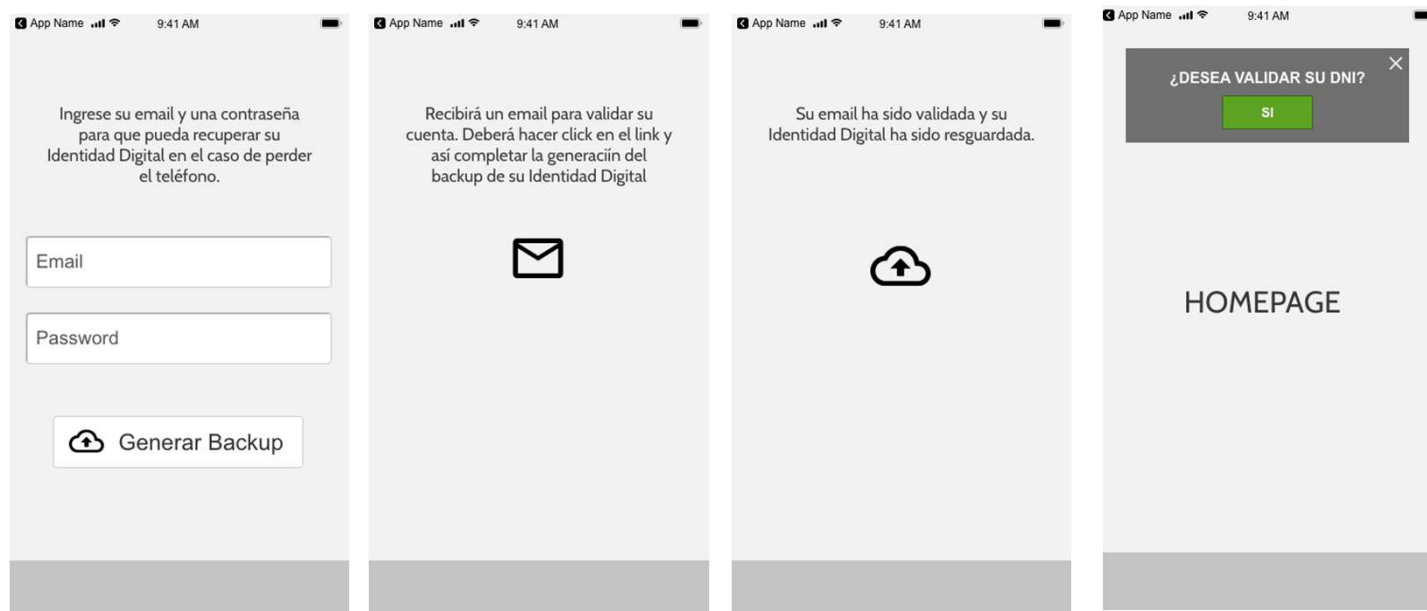 App Name 9:41 AM
Ingrese su email y una contraseña
para que pueda recuperar su
Identidad Digital en el caso de perder
el teléfono.
Email
Password
Generar Backup
App Name 9:41 AM
Recibirá un email para validar su
cuenta. Deberá hacer click en el link y
así completar la generaciín del
backup de su Identidad Digital
App Name 9:41 AM
Su email ha sido validada y su
Identidad Digital ha sido resguardada.
App Name 9:41 AM
¿DESEA VALIDAR SU DNI?
SI
HOMEPAGE